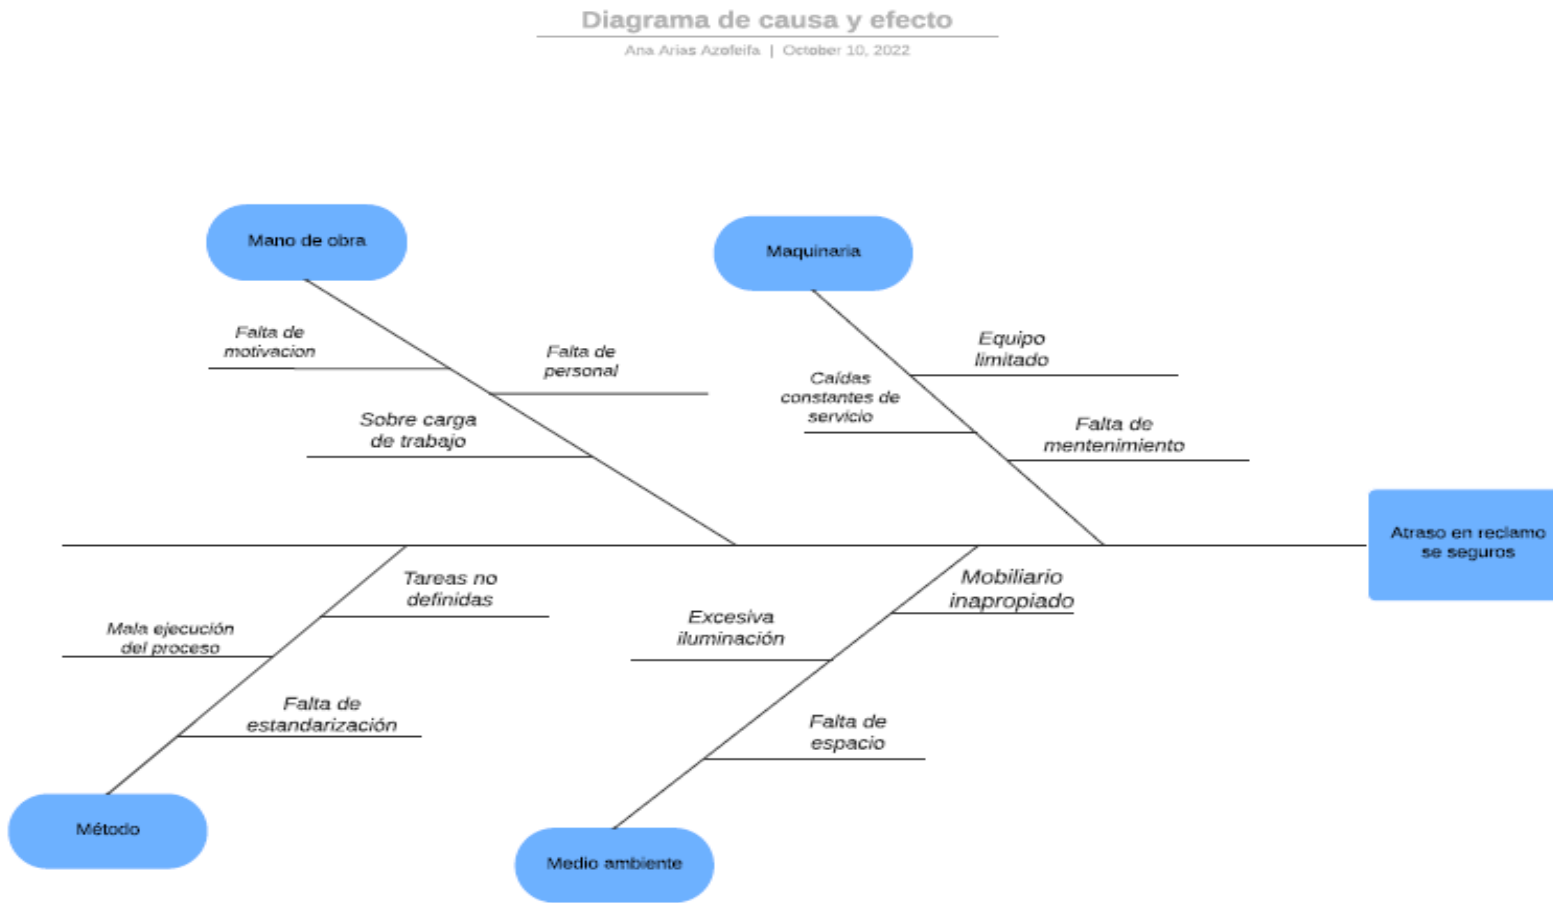 Diagrama de causa y efecto
Ana Arias Azofeifa | October 10, 2022
Mano de obra
Maquinaria
Falta de
motivacion
Falta de
personal
Sobre carga
de trabajo
Equipo
limitado
Caídas
constantes de
servicio
Falta de
mentenimiento
Atraso en reclamo
se seguros
Tareas no
definidas
Mala ejecución
del proceso
Falta de
estandarización
Mobiliario
inapropiado
Excesiva
iluminación
Falta de
espacio
Método
Medio ambiente